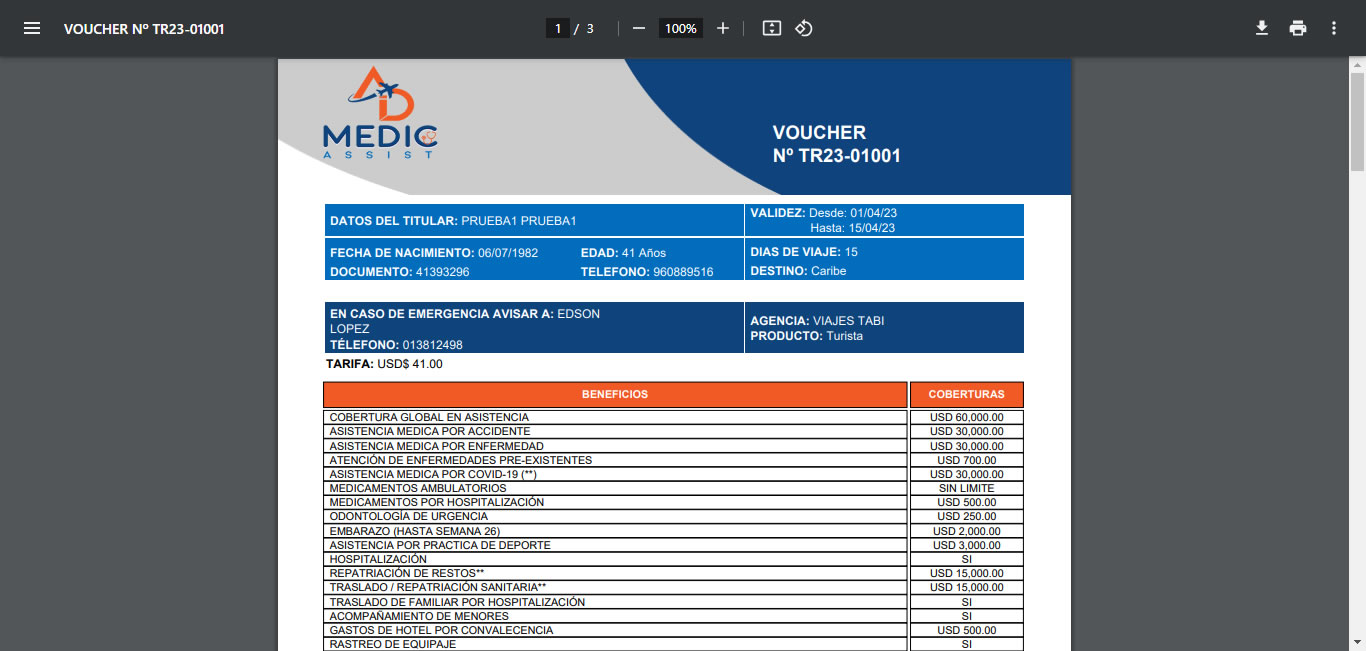 VOUCHER Nº TR23-01001
1 / 3
100%
AD
MEDIC
ASSIST
VOUCHER
Nº TR23-01001
DATOS DEL TITULAR: PRUEBA1 PRUEBA1
VALIDEZ: Desde: 01/04/23
Hasta: 15/04/23
FECHA DE NACIMIENTO: 06/07/1982 EDAD: 41 Años
DOCUMENTO: 41393296 TELEFONO: 960889516
DIAS DE VIAJE: 15
DESTINO: Caribe
EN CASO DE EMERGENCIA AVISAR A: EDSON
LOPEZ
TÉLEFONO: 013812498
AGENCIA: VIAJES TABI
PRODUCTO: Turista
TARIFA: USD$ 41.00
BENEFICIOS COBERTURAS
COBERTURA GLOBAL EN ASISTENCIA USD 60,000.00
ASISTENCIA MEDICA POR ACCIDENTE USD 30,000.00
ASISTENCIA MEDICA POR ENFERMEDAD USD 30,000.00
ATENCIÓN DE ENFERMEDADES PRE-EXISTENTES USD 700.00
ASISTENCIA MEDICA POR COVID-19 (**) USD 30,000.00
MEDICAMENTOS AMBULATORIOS SIN LIMITE
MEDICAMENTOS POR HOSPITALIZACIÓN USD 500.00
ODONTOLOGÍA DE URGENCIA USD 250.00
EMBARAZO (HASTA SEMANA 26) USD 2,000.00
ASISTENCIA POR PRACTICA DE DEPORTE USD 3,000.00
HOSPITALIZACIÓN SI
REPATRIACIÓN DE RESTOS** USD 15,000.00
TRASLADO / REPATRIACIÓN SANITARIA** USD 15,000.00
TRASLADO DE FAMILIAR POR HOSPITALIZACIÓN SI
ACOMPAÑAMIENTO DE MENORES SI
GASTOS DE HOTEL POR CONVALECENCIA USD 500.00
RASTREO DE EQUIPAJE SI